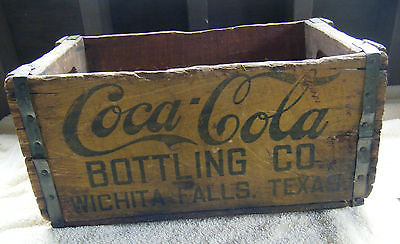 Coca-Cola
BOTTLING CO.
WICHITA FALLS, TEXAS